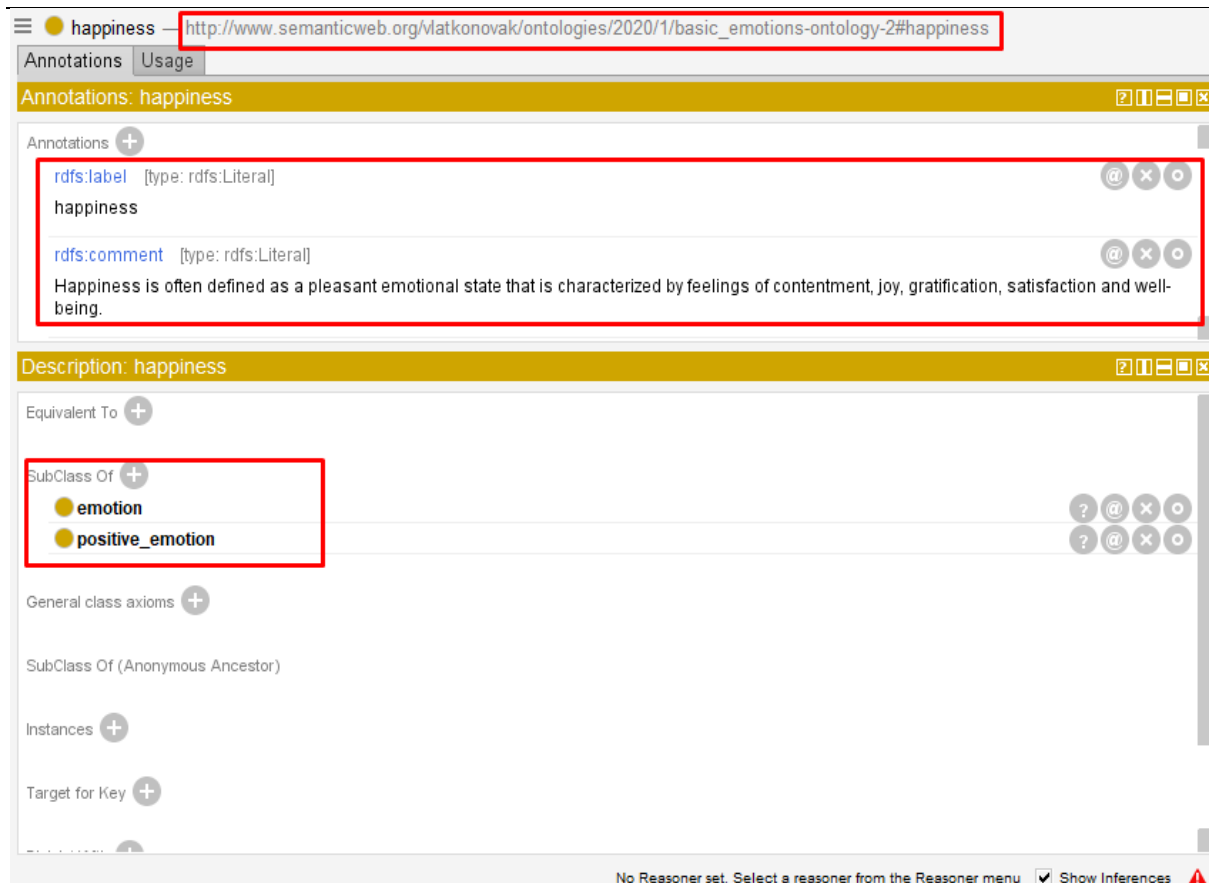 happiness — http://www.semanticweb.org/vlatkonovak/ontologies/2020/1/basic_emotions-ontology-2#happiness
Annotations Usage
Annotations: happiness
Annotations
rdfs:label [type: rdfs:Literal]
happiness
rdfs:comment [type: rdfs:Literal]
Happiness is often defined as a pleasant emotional state that is characterized by feelings of contentment, joy, gratification, satisfaction and well-
being.
Description: happiness
Equivalent To
SubClass Of
emotion
positive_emotion
General class axioms
SubClass Of (Anonymous Ancestor)
Instances
Target for Key
No Reasoner set. Select a reasoner from the Reasoner menu Show Inferences